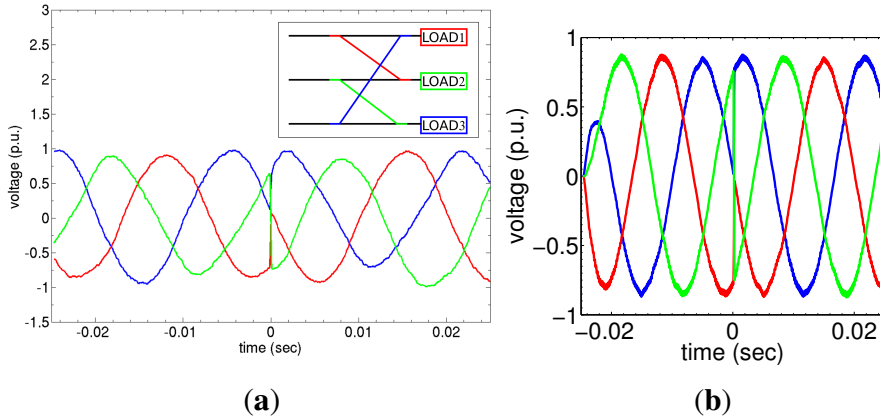 3
2.5
2
1.5
1
0.5
0
-0.5
-1
-1.5
voltage (p.u.)
-0.02
-0.01
0
0.01
0.02
time (sec)
LOAD1
LOAD2
LOAD3
(a)
1
0.5
0
−0.5
−1
voltage (p.u.)
−0.02
0
0.02
time (sec)
(b)